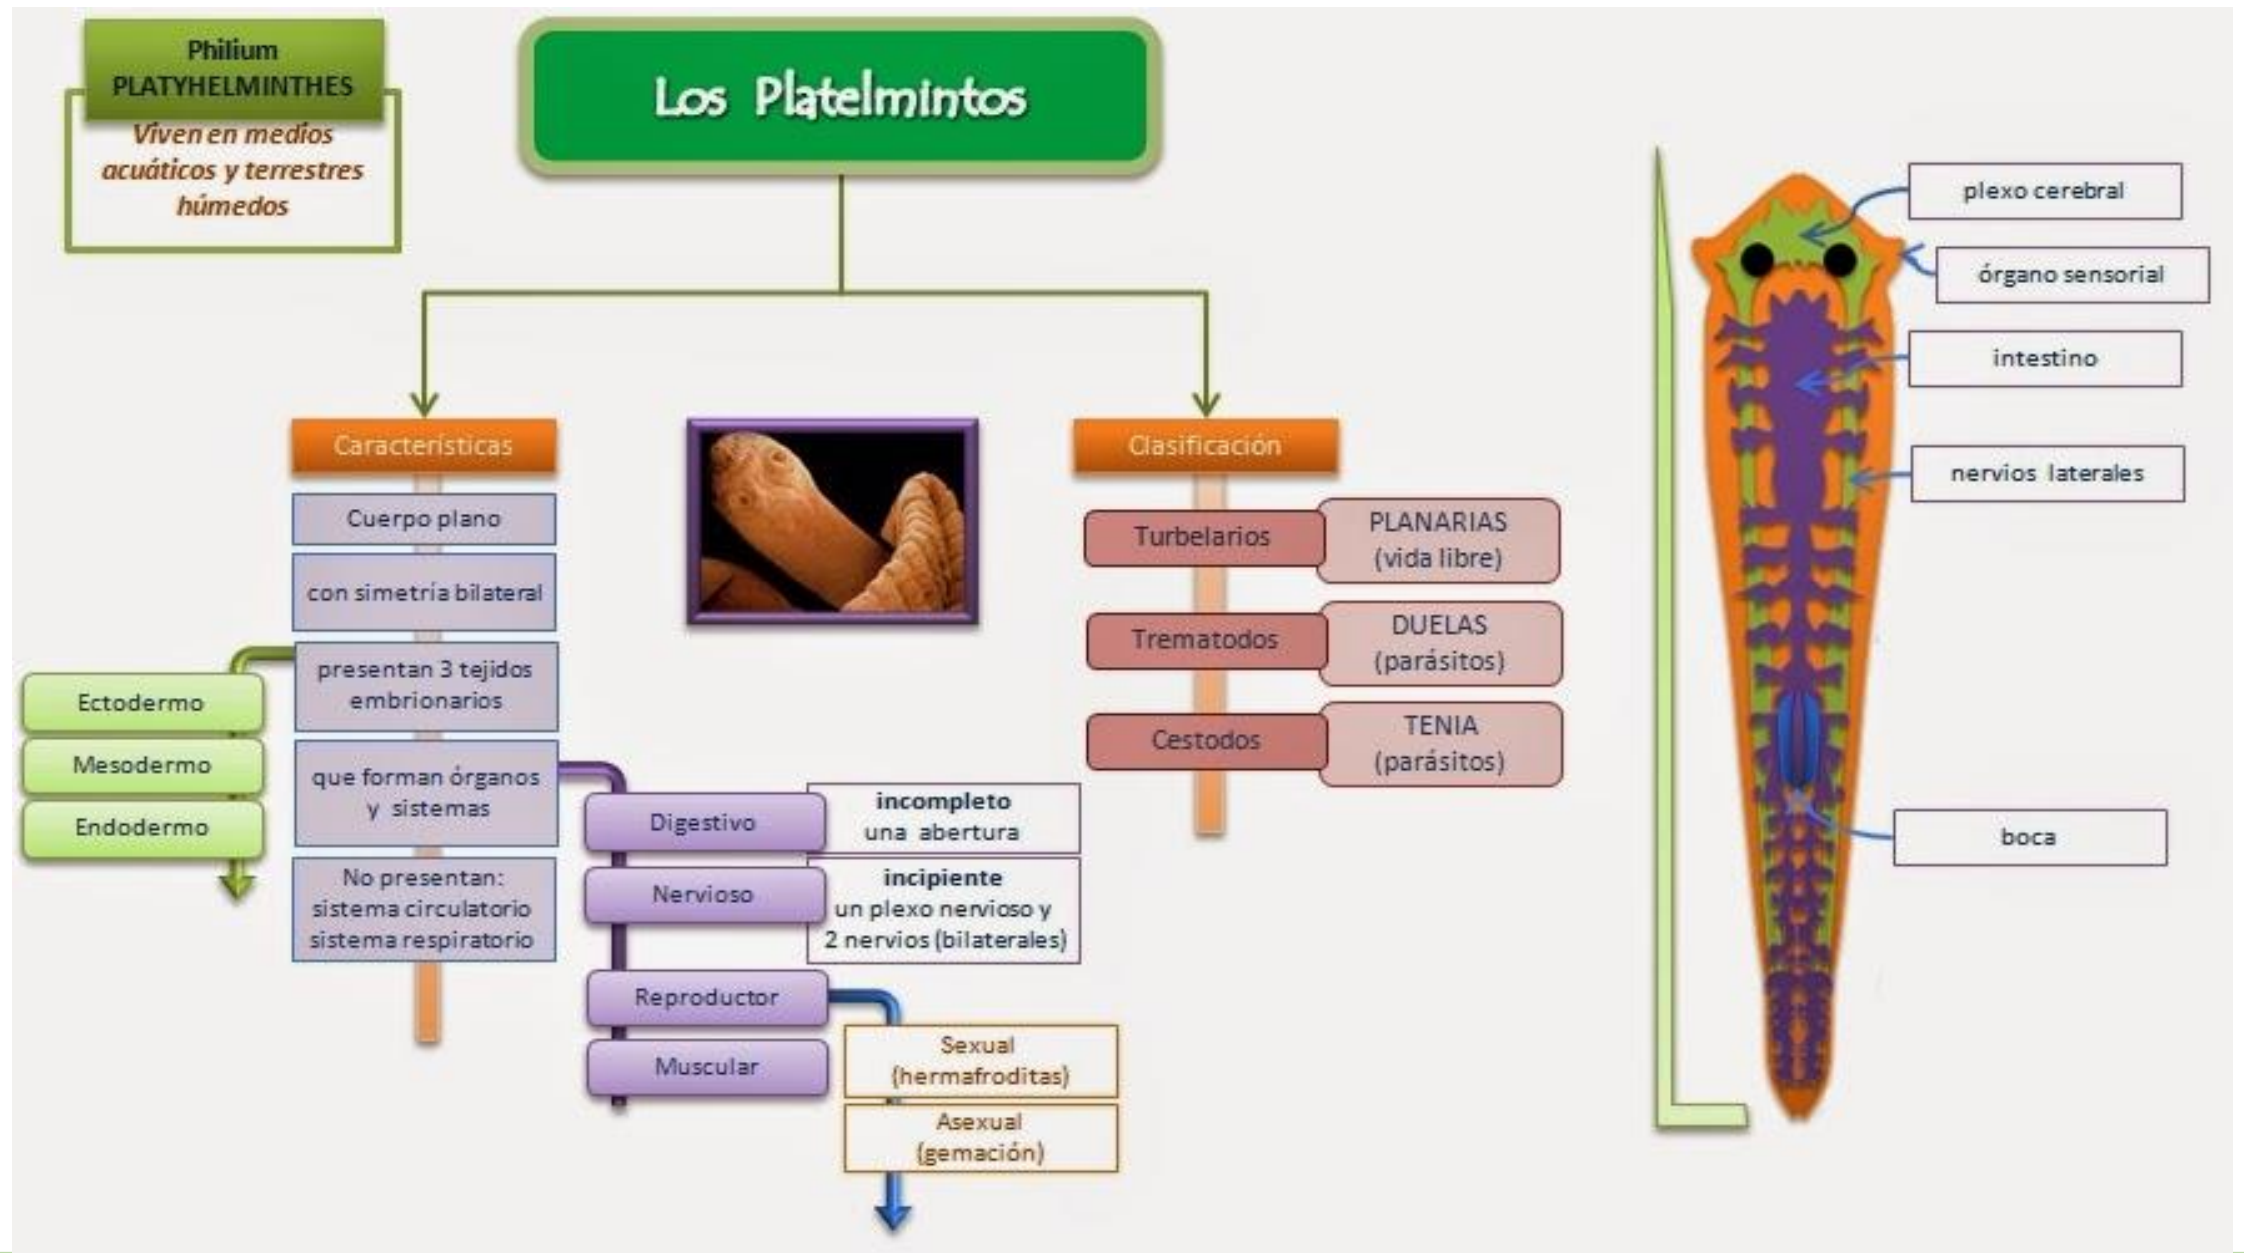 Philium
PLATYHELMINTHES
Viven en medios
acuáticos y terrestres
húmedos
Los Platelmintos
Características
Cuerpo plano
con simetría bilateral
presentan 3 tejidos
embrionarios
Ectodermo
Mesodermo
Endodermo
que forman órganos
y sistemas
No presentan:
sistema circulatorio
sistema respiratorio
Digestivo
incompleto
una abertura
Nervioso
incipiente
un plexo nervioso y
2 nervios (bilaterales)
Reproductor
Muscular
Sexual
(hermafroditas)
Asexual
(gemación)
Clasificación
Turbelarios
PLANARIAS
(vida libre)
Trematodos
DUELAS
(parásitos)
Cestodos
TENIA
(parásitos)
plexo cerebral
órgano sensorial
intestino
nervios laterales
boca